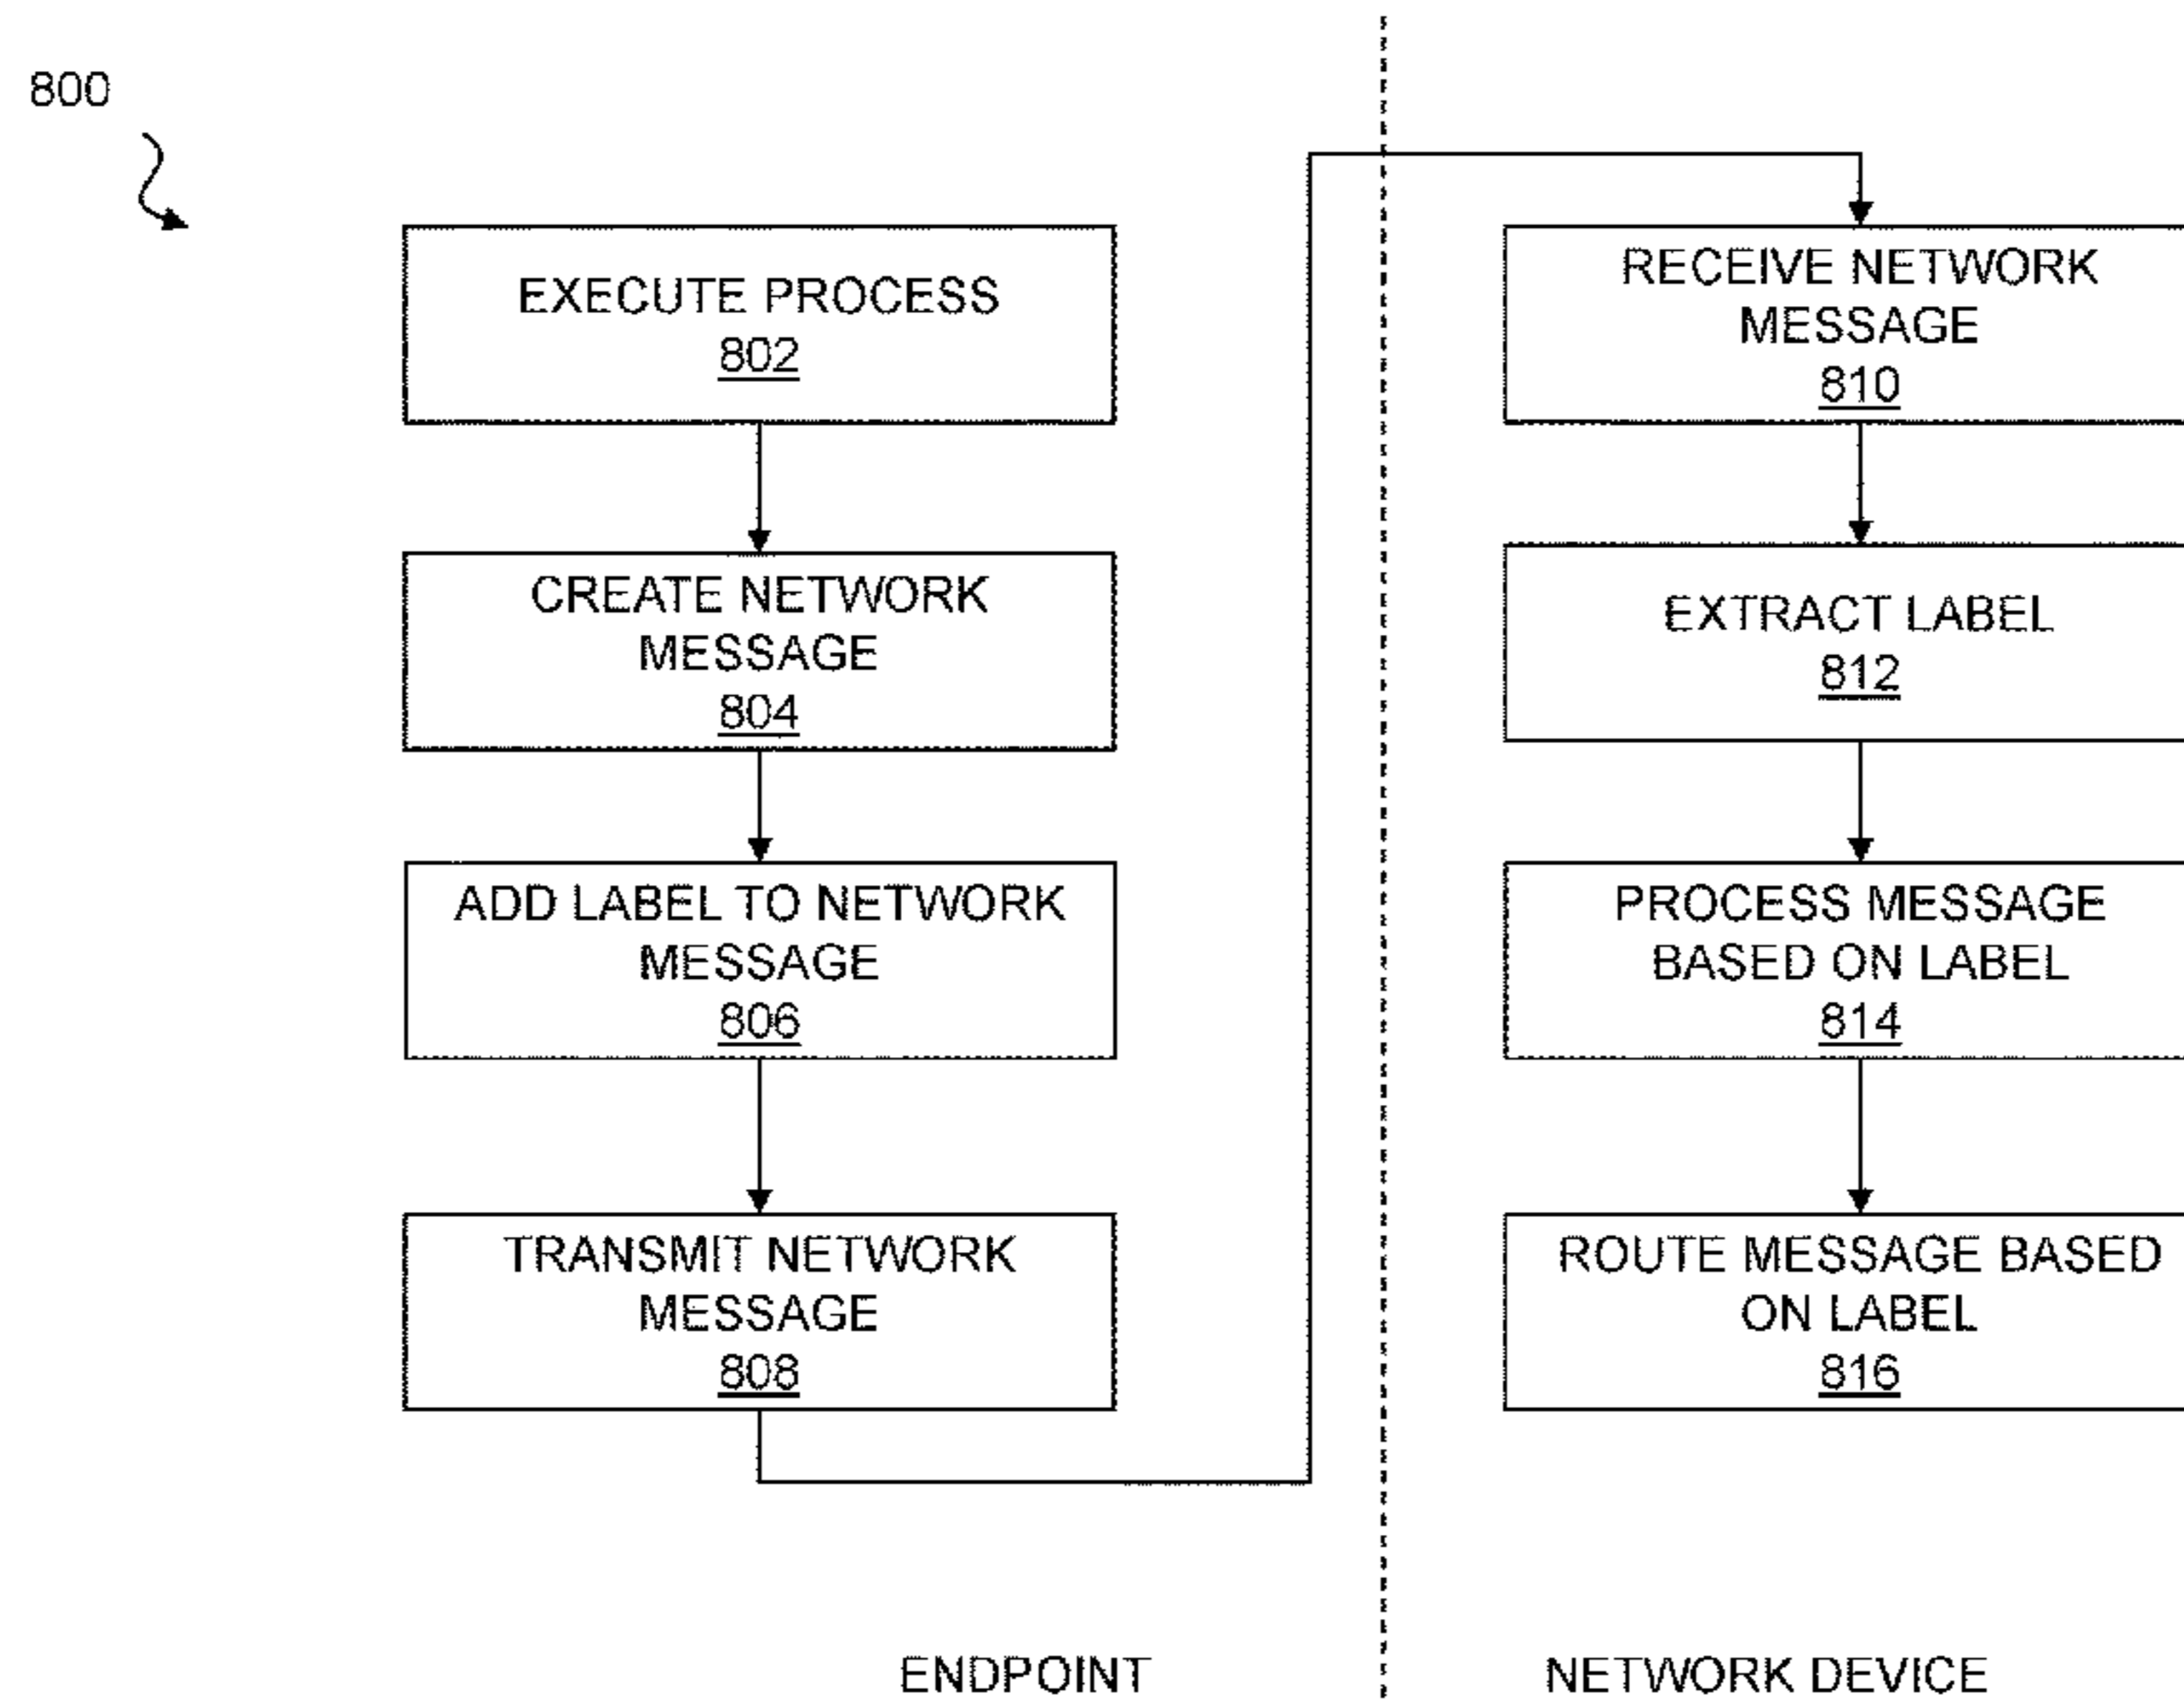 800
EXECUTE PROCESS
802
CREATE NETWORK
MESSAGE
804
ADD LABEL TO NETWORK
MESSAGE
806
TRANSMIT NETWORK
MESSAGE
808
RECEIVE NETWORK
MESSAGE
810
EXTRACT LABEL
812
PROCESS MESSAGE
BASED ON LABEL
814
ROUTE MESSAGE BASED
ON LABEL
816
ENDPOINT
NETWORK DEVICE